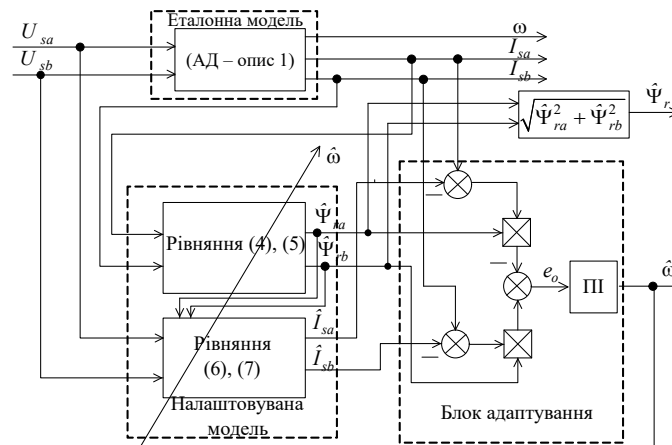 Еталонна модель
U_sa
U_sb
(АД – опис 1)
ω
I_sa
I_sb
√(Ψ̂²_ra + Ψ̂²_rb)
Ψ̂_r
ω̂
Рівняння (4), (5)
Ψ̂_ra
Ψ̂_rb
e_o
ПІ
ω̂
Рівняння
(6), (7)
Î_sa
Î_sb
Налаштовувана
модель
Блок адаптування